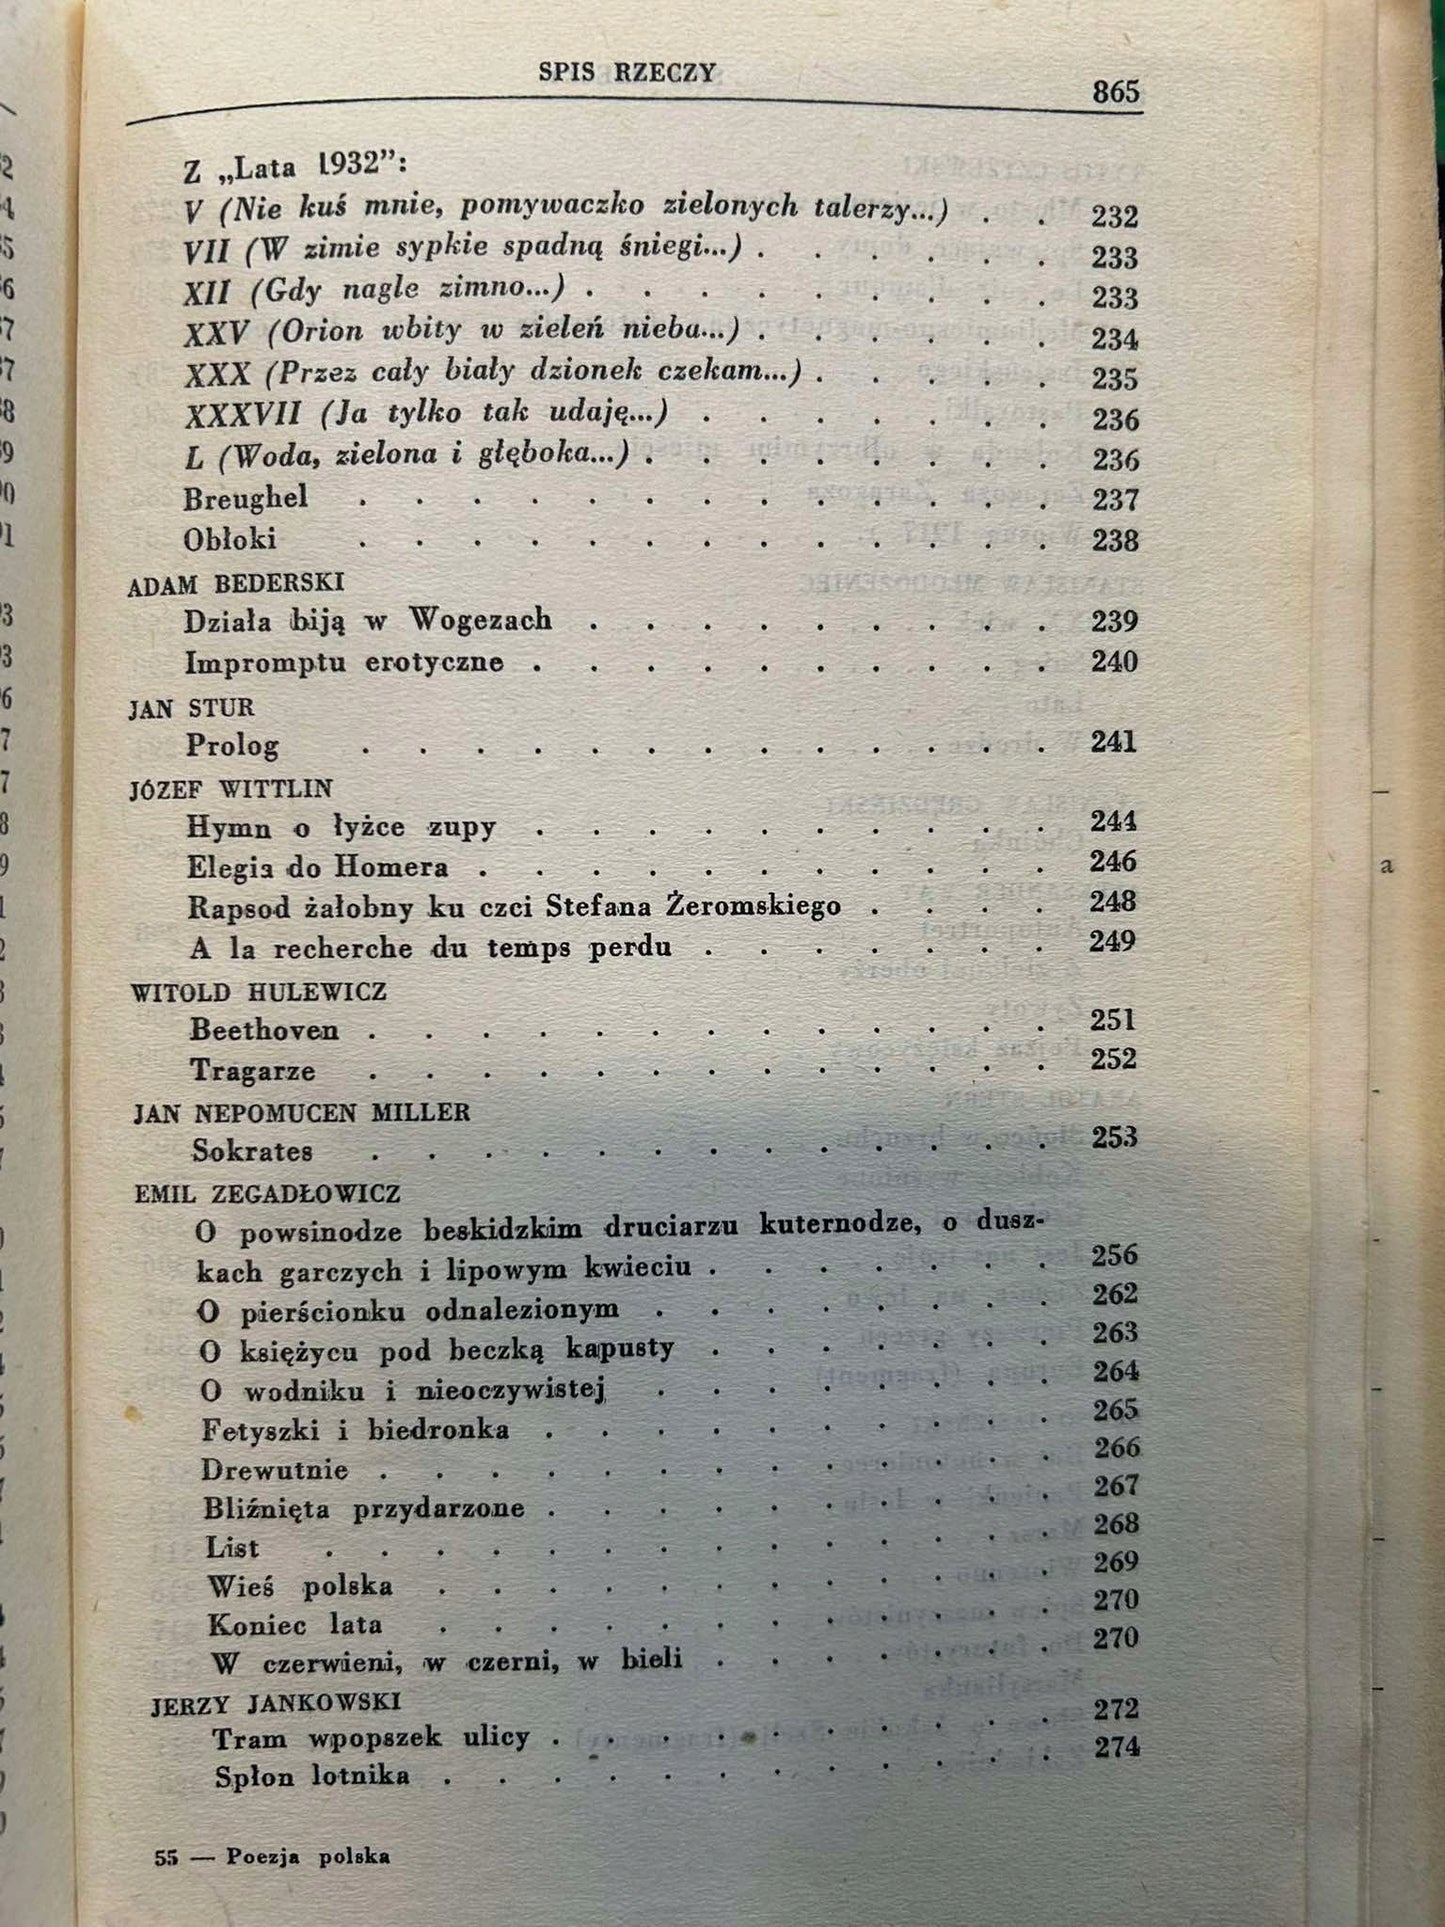 SPIS RZECZY
865
Z „Lata 1932”:
V (Nie kuś mnie, pomywaczko zielonych talerzy...) . . 232
VII (W zimie sypkie spadną śniegi...) . . . . . . 233
XII (Gdy nagle zimno...) . . . . . . . . . 233
XXV (Orion wbity w zieleń nieba...) . . . . . . 234
XXX (Przez cały biały dzionek czekam...) . . . . . 235
XXXVII (Ja tylko tak udaję...) . . . . . . . 236
L (Woda, zielona i głęboka...) . . . . . . . . 236
Breughel . . . . . . . . . . . . . 237
Obłoki . . . . . . . . . . . . . 238
ADAM BEDERSKI
Działa biją w Wogezach . . . . . . . . . 239
Impromptu erotyczne . . . . . . . . . . 240
JAN STUR
Prolog . . . . . . . . . . . . . 241
JÓZEF WITTLIN
Hymn o łyżce zupy . . . . . . . . . . 244
Elegia do Homera . . . . . . . . . . . 246
Rapsod żałobny ku czci Stefana Żeromskiego . . . . 248
A la recherche du temps perdu . . . . . . . 249
WITOLD HULEWICZ
Beethoven . . . . . . . . . . . . . 251
Tragarze . . . . . . . . . . . . . 252
JAN NEPOMUCEN MILLER
Sokrates . . . . . . . . . . . . . 253
EMIL ZEGADŁOWICZ
O powsinodze beskidzkim druciarzu kuternodze, o dusz-
kach garczych i lipowym kwieciu . . . . . . . 256
O pierścionku odnalezionym . . . . . . . . 262
O księżycu pod beczką kapusty . . . . . . . 263
O wodniku i nieoczywistej . . . . . . . . 264
Fetyszki i biedronka . . . . . . . . . . 265
Drewutnie . . . . . . . . . . . . . 266
Bliźnięta przydarzone . . . . . . . . . . 267
List . . . . . . . . . . . . . . 268
Wieś polska . . . . . . . . . . . . 269
Koniec lata . . . . . . . . . . . . 270
W czerwieni, w czerni, w bieli . . . . . . . 270
JERZY JANKOWSKI
Tram wpopszek ulicy . . . . . . . . . . 272
Spłon lotnika . . . . . . . . . . . . 274
55 — Poezja polska